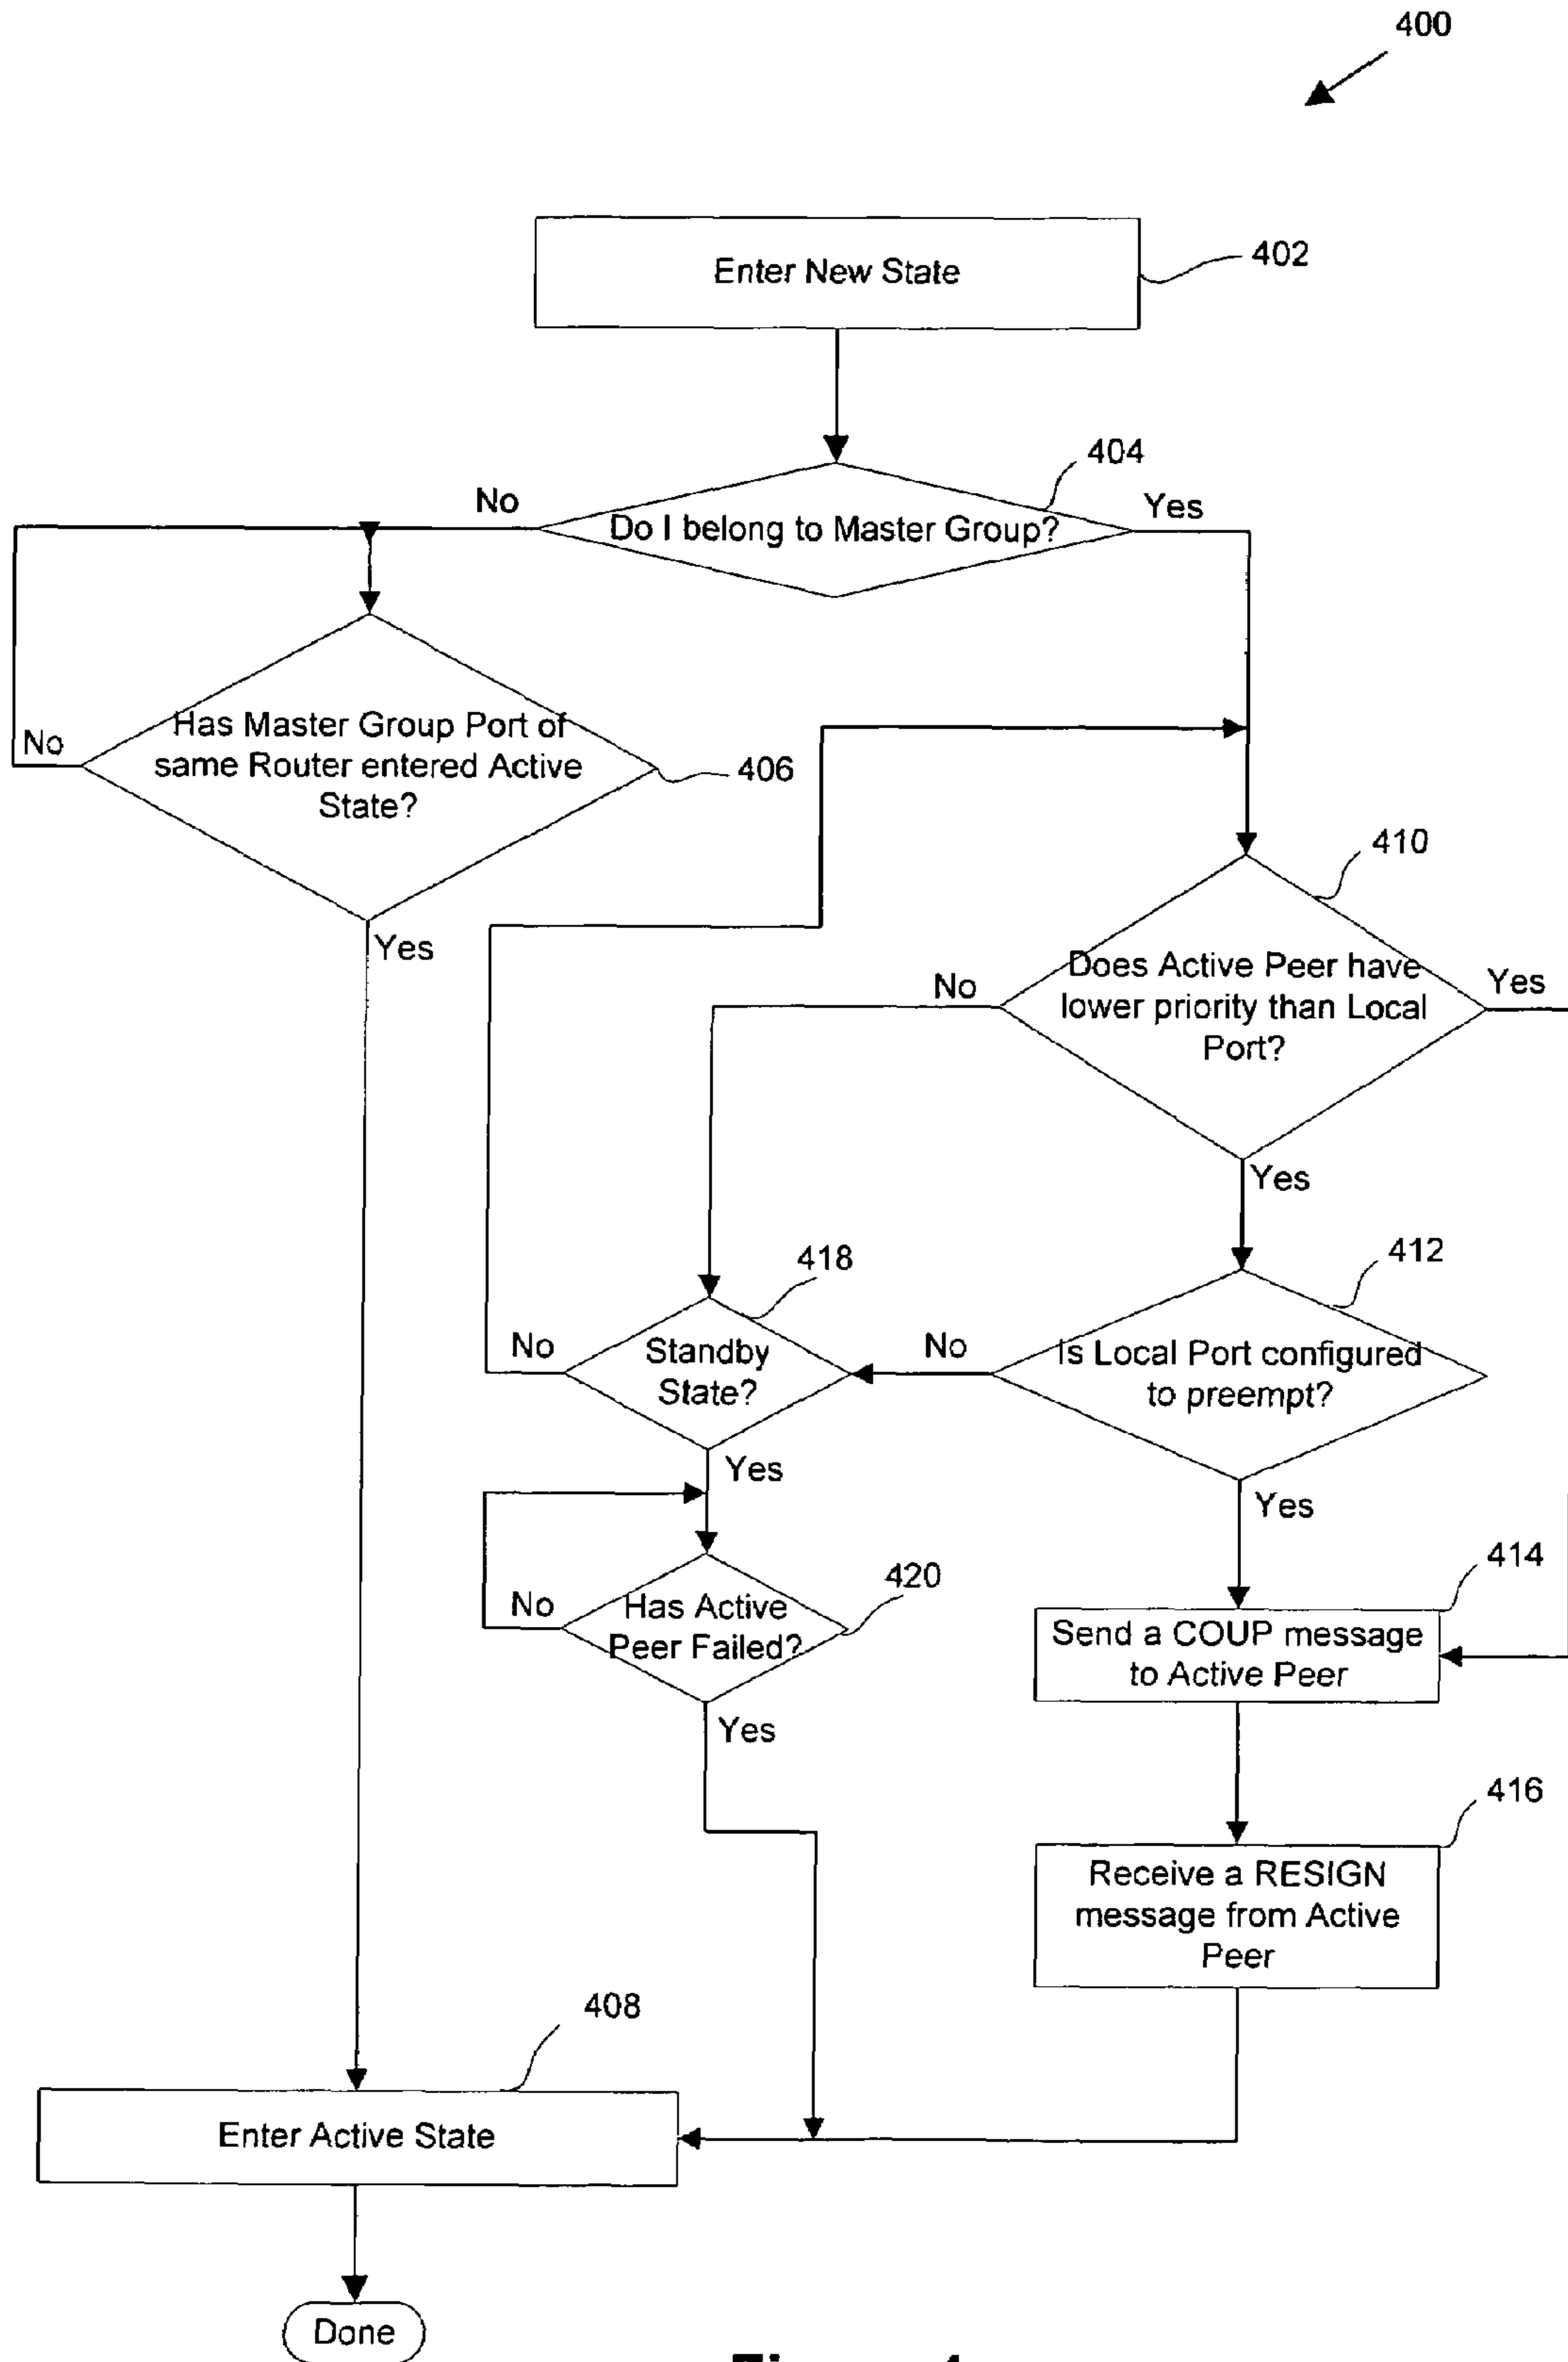 400
Enter New State
402
404
No
Yes
Do I belong to Master Group?
Has Master Group Port of
same Router entered Active
State?
No
406
Yes
410
Does Active Peer have
lower priority than Local
Port?
No
Yes
Yes
418
412
Standby
State?
No
No
Is Local Port configured
to preempt?
Yes
Yes
420
Has Active
Peer Failed?
No
Yes
414
Send a COUP message
to Active Peer
416
Receive a RESIGN
message from Active
Peer
408
Enter Active State
Done